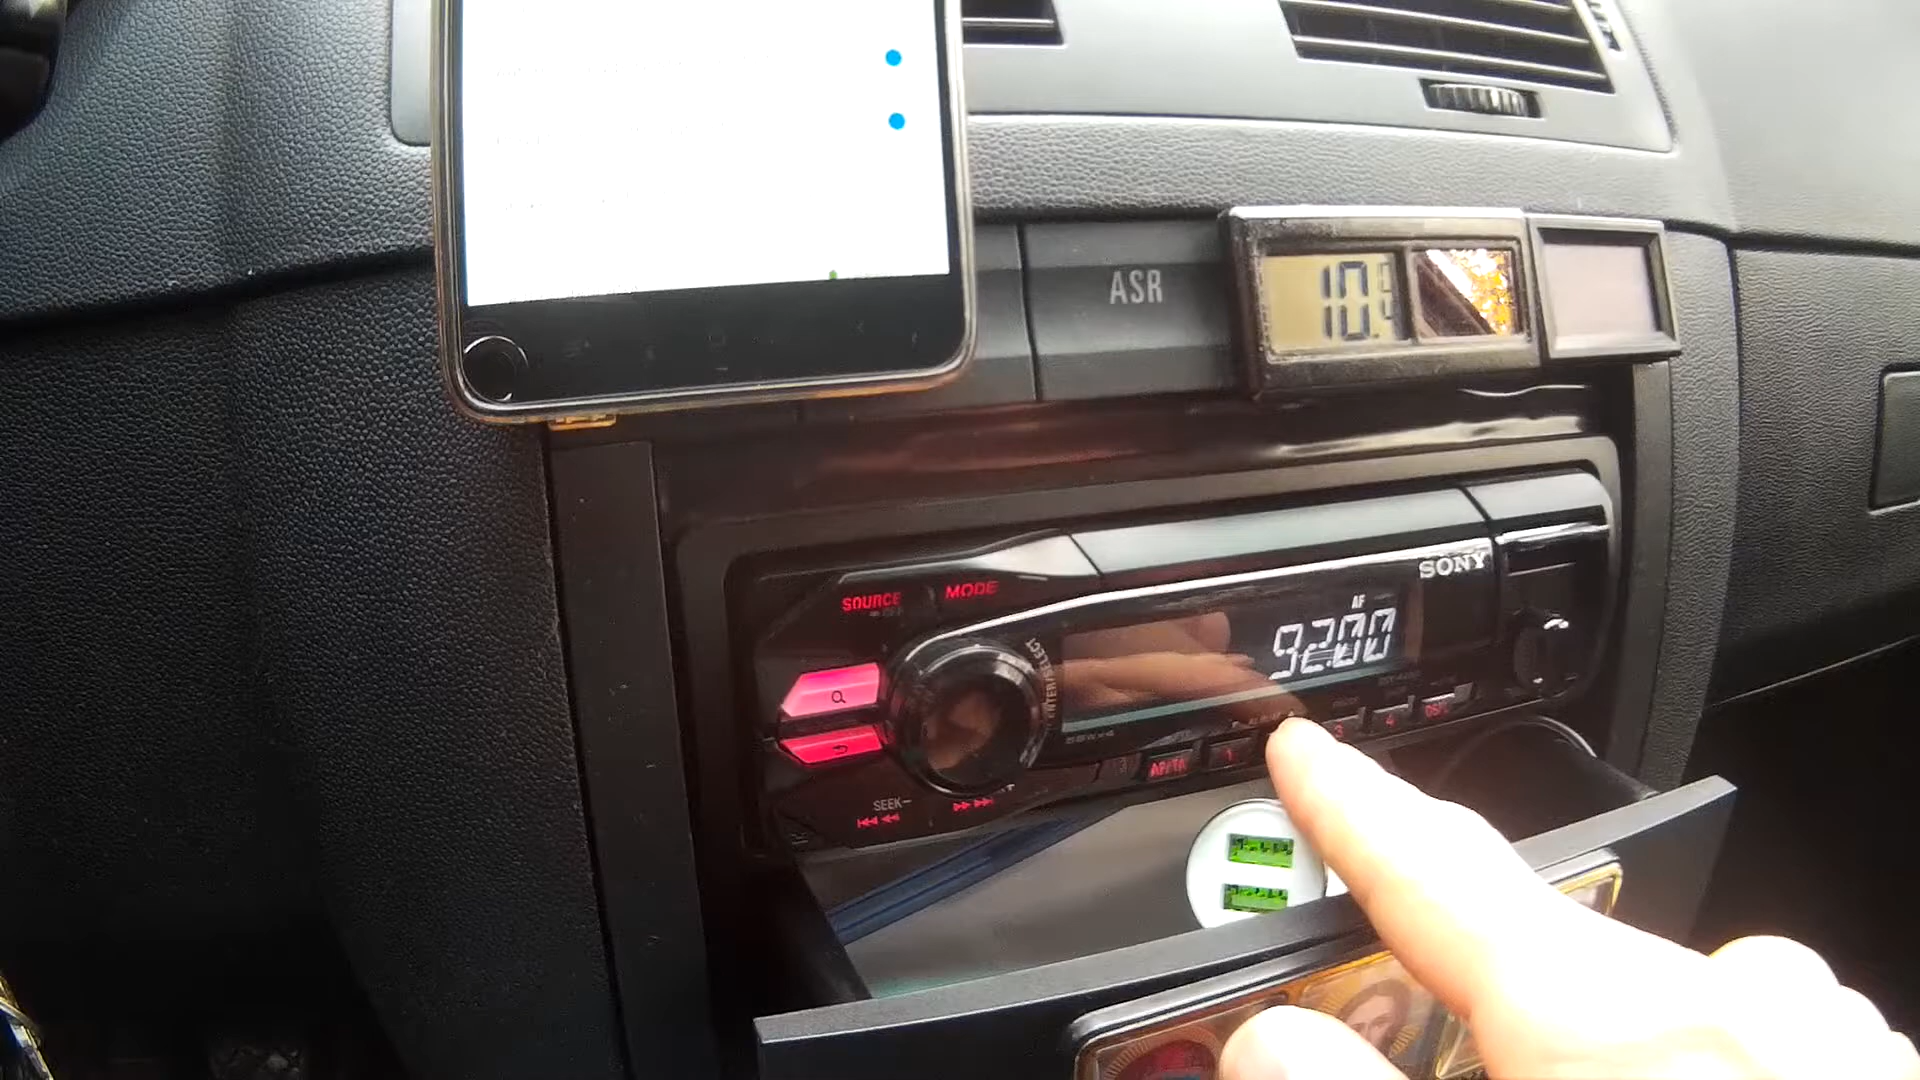 ASR
10.
SONY
SOURCE
MODE
AF
92.00
ENTER/SELECT
AF/TA
1
3
4
DSPL
SEEK−